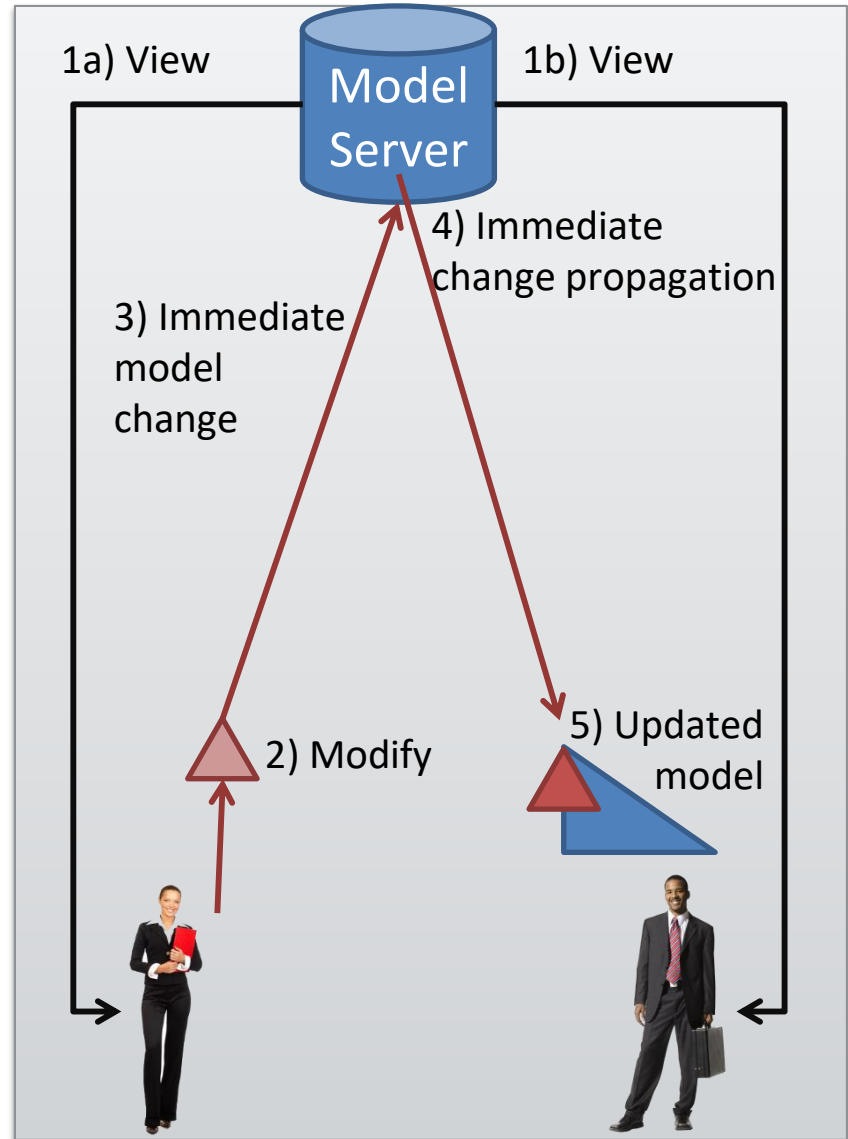 1a) View
Model
Server
1b) View
4) Immediate
change propagation
3) Immediate
model
change
2) Modify
5) Updated
model